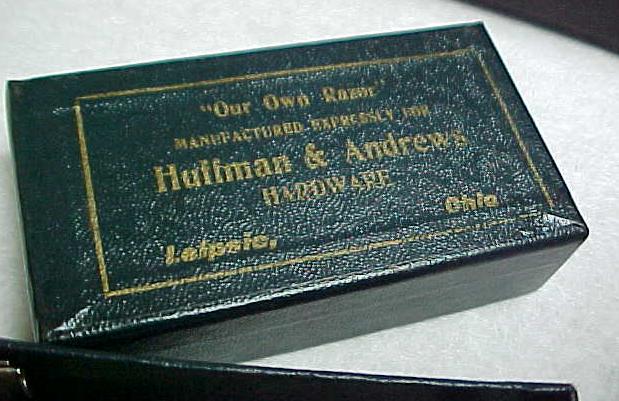 "Our Own Razor"
MANUFACTURED EXPRESSLY FOR
Huffman & Andrews
HARDWARE
Leipsic, Ohio